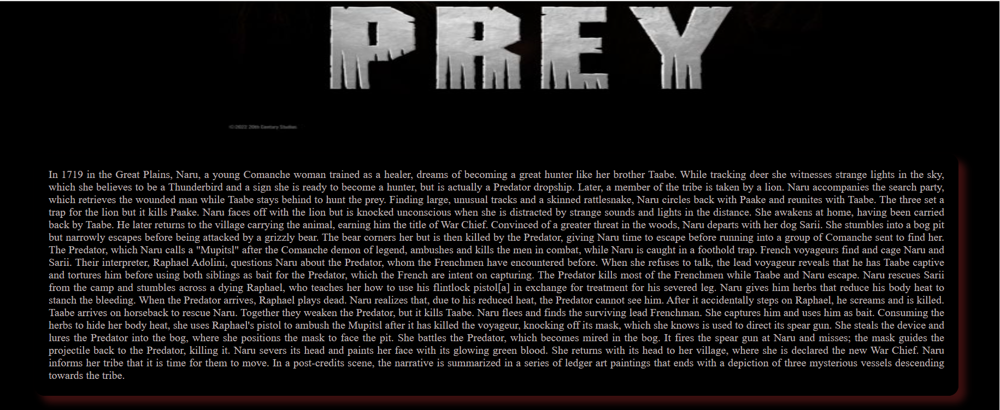 PREY
©2022 20th Century Studios
In 1719 in the Great Plains, Naru, a young Comanche woman trained as a healer, dreams of becoming a great hunter like her brother Taabe. While tracking deer she witnesses strange lights in the sky,
which she believes to be a Thunderbird and a sign she is ready to become a hunter, but is actually a Predator dropship. Later, a member of the tribe is taken by a lion. Naru accompanies the search party,
which retrieves the wounded man while Taabe stays behind to hunt the prey. Finding large, unusual tracks and a skinned rattlesnake, Naru circles back with Paake and reunites with Taabe. The three set a
trap for the lion but it kills Paake. Naru faces off with the lion but is knocked unconscious when she is distracted by strange sounds and lights in the distance. She awakens at home, having been carried
back by Taabe. He later returns to the village carrying the animal, earning him the title of War Chief. Convinced of a greater threat in the woods, Naru departs with her dog Sarii. She stumbles into a bog pit
but narrowly escapes before being attacked by a grizzly bear. The bear corners her but is then killed by the Predator, giving Naru time to escape before running into a group of Comanche sent to find her.
The Predator, which Naru calls a "Mupitsl" after the Comanche demon of legend, ambushes and kills the men in combat, while Naru is caught in a foothold trap. French voyageurs find and cage Naru and
Sarii. Their interpreter, Raphael Adolini, questions Naru about the Predator, whom the Frenchmen have encountered before. When she refuses to talk, the lead voyageur reveals that he has Taabe captive
and tortures him before using both siblings as bait for the Predator, which the French are intent on capturing. The Predator kills most of the Frenchmen while Taabe and Naru escape. Naru rescues Sarii
from the camp and stumbles across a dying Raphael, who teaches her how to use his flintlock pistol[a] in exchange for treatment for his severed leg. Naru gives him herbs that reduce his body heat to
stanch the bleeding. When the Predator arrives, Raphael plays dead. Naru realizes that, due to his reduced heat, the Predator cannot see him. After it accidentally steps on Raphael, he screams and is killed.
Taabe arrives on horseback to rescue Naru. Together they weaken the Predator, but it kills Taabe. Naru flees and finds the surviving lead Frenchman. She captures him and uses him as bait. Consuming the
herbs to hide her body heat, she uses Raphael's pistol to ambush the Mupitsl after it has killed the voyageur, knocking off its mask, which she knows is used to direct its spear gun. She steals the device and
lures the Predator into the bog, where she positions the mask to face the pit. She battles the Predator, which becomes mired in the bog. It fires the spear gun at Naru and misses; the mask guides the
projectile back to the Predator, killing it. Naru severs its head and paints her face with its glowing green blood. She returns with its head to her village, where she is declared the new War Chief. Naru
informs her tribe that it is time for them to move. In a post-credits scene, the narrative is summarized in a series of ledger art paintings that ends with a depiction of three mysterious vessels descending
towards the tribe.